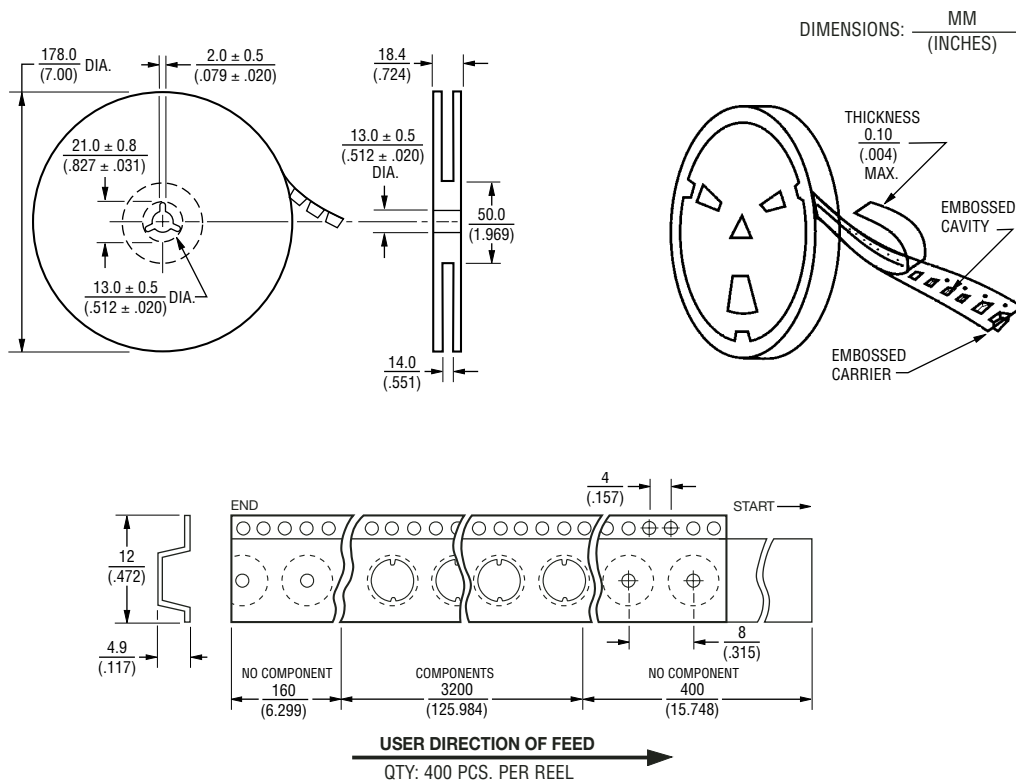 DIMENSIONS: MM
(INCHES)
178.0
(7.00)
DIA.
2.0 ± 0.5
(.079 ± .020)
18.4
(.724)
21.0 ± 0.8
(.827 ± .031)
13.0 ± 0.5
(.512 ± .020)
DIA.
50.0
(1.969)
13.0 ± 0.5
(.512 ± .020)
DIA.
14.0
(.551)
THICKNESS
0.10
(.004)
MAX.
EMBOSSED
CAVITY
EMBOSSED
CARRIER
4
(.157)
END
START
12
(.472)
4.9
(.117)
8
(.315)
NO COMPONENT
160
(6.299)
COMPONENTS
3200
(125.984)
NO COMPONENT
400
(15.748)
USER DIRECTION OF FEED
QTY: 400 PCS. PER REEL